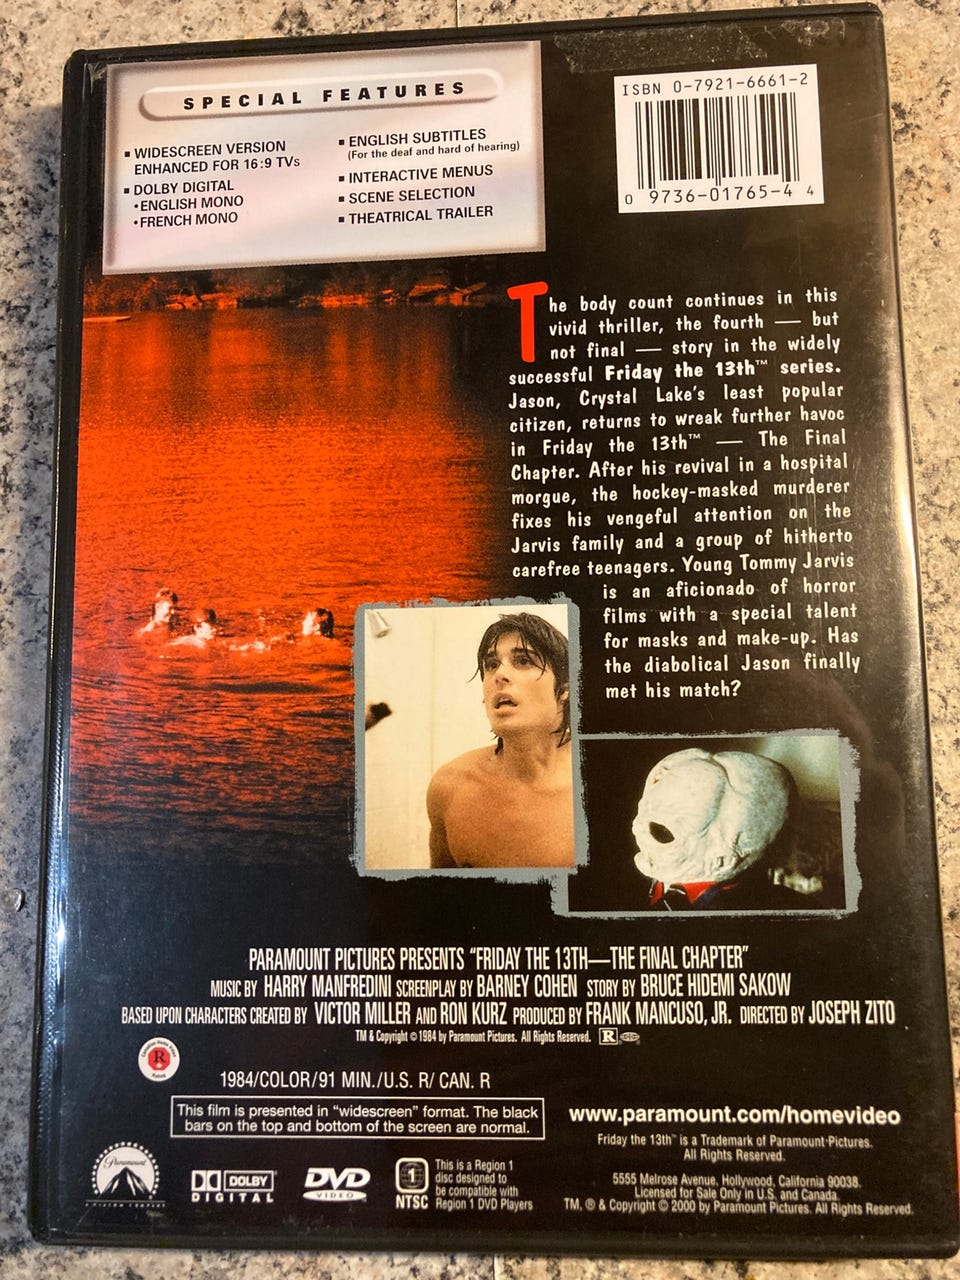 SPECIAL FEATURES
▪ WIDESCREEN VERSION
ENHANCED FOR 16:9 TVs
▪ DOLBY DIGITAL
•ENGLISH MONO
•FRENCH MONO
▪ ENGLISH SUBTITLES
(For the deaf and hard of hearing)
▪ INTERACTIVE MENUS
▪ SCENE SELECTION
▪ THEATRICAL TRAILER
ISBN 0-7921-6661-2
0 9736-01765-4 4
The body count continues in this
vivid thriller, the fourth — but
not final — story in the widely
successful Friday the 13th™ series.
Jason, Crystal Lake's least popular
citizen, returns to wreak further havoc
in Friday the 13th™ — The Final
Chapter. After his revival in a hospital
morgue, the hockey-masked murderer
fixes his vengeful attention on the
Jarvis family and a group of hitherto
carefree teenagers. Young Tommy Jarvis
is an aficionado of horror
films with a special talent
for masks and make-up. Has
the diabolical Jason finally
met his match?
PARAMOUNT PICTURES PRESENTS "FRIDAY THE 13TH—THE FINAL CHAPTER"
MUSIC BY HARRY MANFREDINI SCREENPLAY BY BARNEY COHEN STORY BY BRUCE HIDEMI SAKOW
BASED UPON CHARACTERS CREATED BY VICTOR MILLER AND RON KURZ PRODUCED BY FRANK MANCUSO, JR. DIRECTED BY JOSEPH ZITO
TM & Copyright © 1984 by Paramount Pictures. All Rights Reserved. R
Canadian Home Video
R
Rated
1984/COLOR/91 MIN./U.S. R/ CAN. R
This film is presented in "widescreen" format. The black
bars on the top and bottom of the screen are normal.
www.paramount.com/homevideo
Friday the 13th™ is a Trademark of Paramount Pictures.
All Rights Reserved.
Paramount
A VIACOM COMPANY
DOLBY
DIGITAL
DVD
VIDEO
1
NTSC
This is a Region 1
disc designed to
be compatible with
Region 1 DVD Players
5555 Melrose Avenue, Hollywood, California 90038.
Licensed for Sale Only in U.S. and Canada.
TM, ® & Copyright © 2000 by Paramount Pictures. All Rights Reserved.